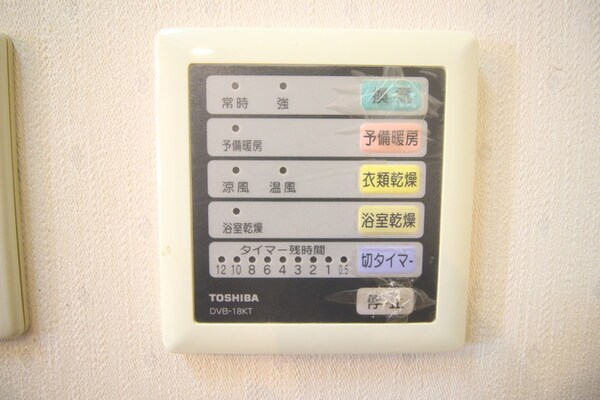 常時 強 換気
予備暖房 予備暖房
涼風 温風 衣類乾燥
浴室乾燥 浴室乾燥
タイマー残時間
12 10 8 6 4 3 2 1 0.5 切タイマー
TOSHIBA 停止
DVB-18KT